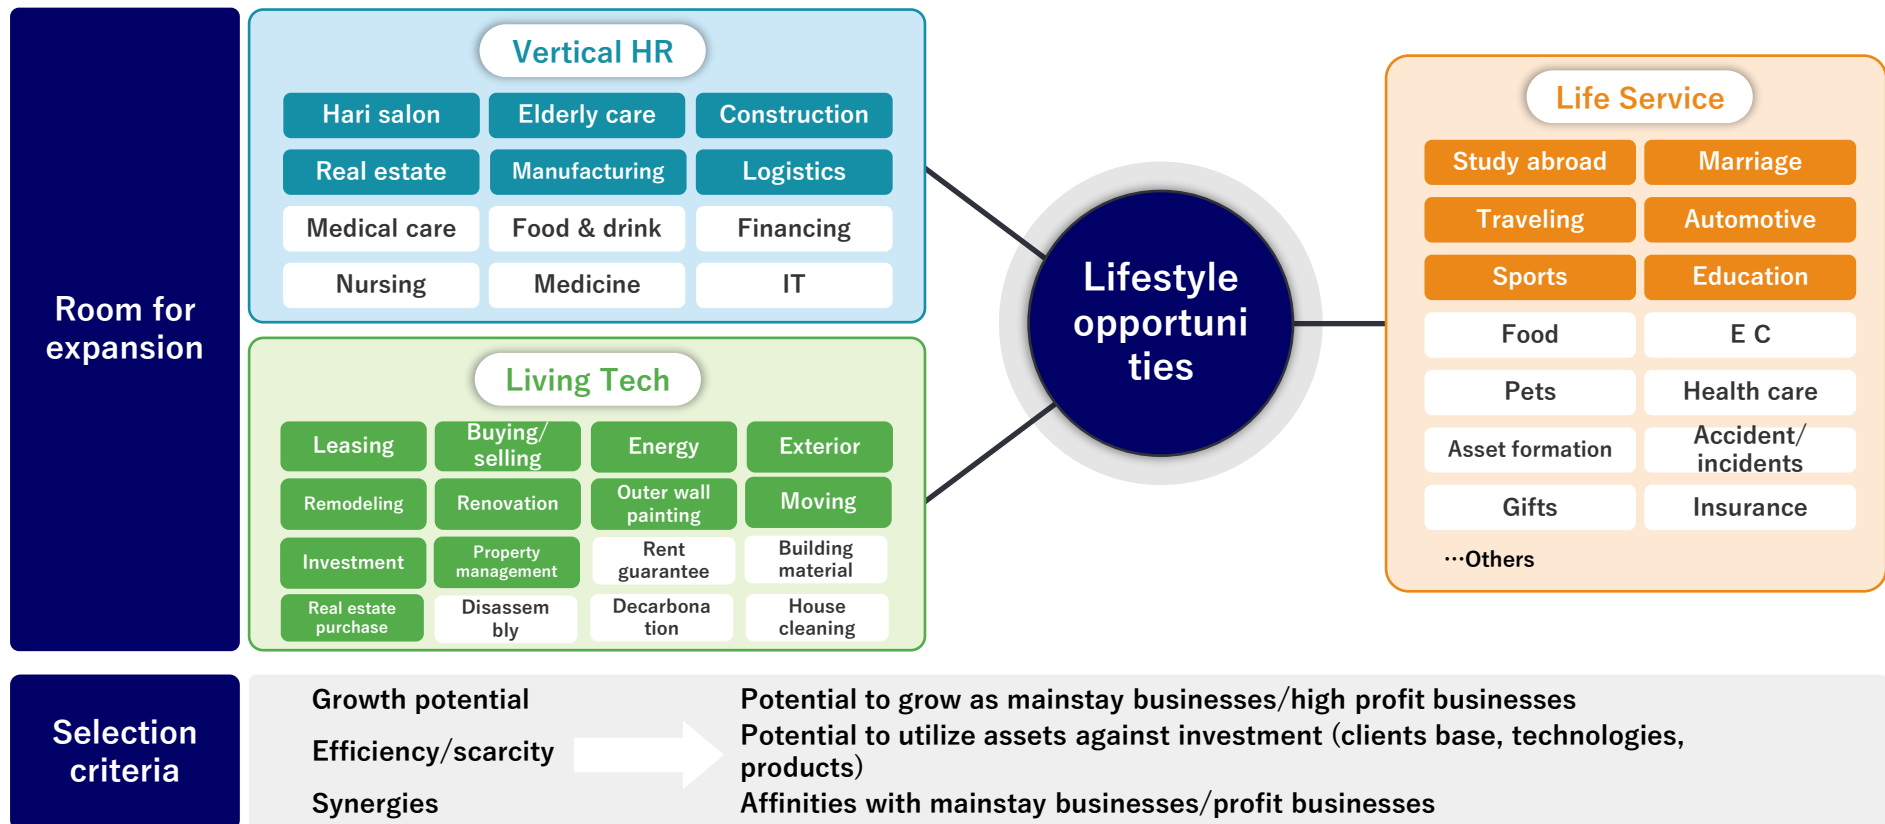 Room for
expansion
Vertical HR
Hari salon
Elderly care
Construction
Real estate
Manufacturing
Logistics
Medical care
Food & drink
Financing
Nursing
Medicine
IT
Living Tech
Leasing
Buying/
selling
Energy
Exterior
Remodeling
Renovation
Outer wall
painting
Moving
Investment
Property
management
Rent
guarantee
Building
material
Real estate
purchase
Disassem
bly
Decarbona
tion
House
cleaning
Lifestyle
opportuni
ties
Life Service
Study abroad
Marriage
Traveling
Automotive
Sports
Education
Food
E C
Pets
Health care
Asset formation
Accident/
incidents
Gifts
Insurance
…Others
Selection
criteria
Growth potential
Potential to grow as mainstay businesses/high profit businesses
Efficiency/scarcity
Potential to utilize assets against investment (clients base, technologies,
products)
Synergies
Affinities with mainstay businesses/profit businesses